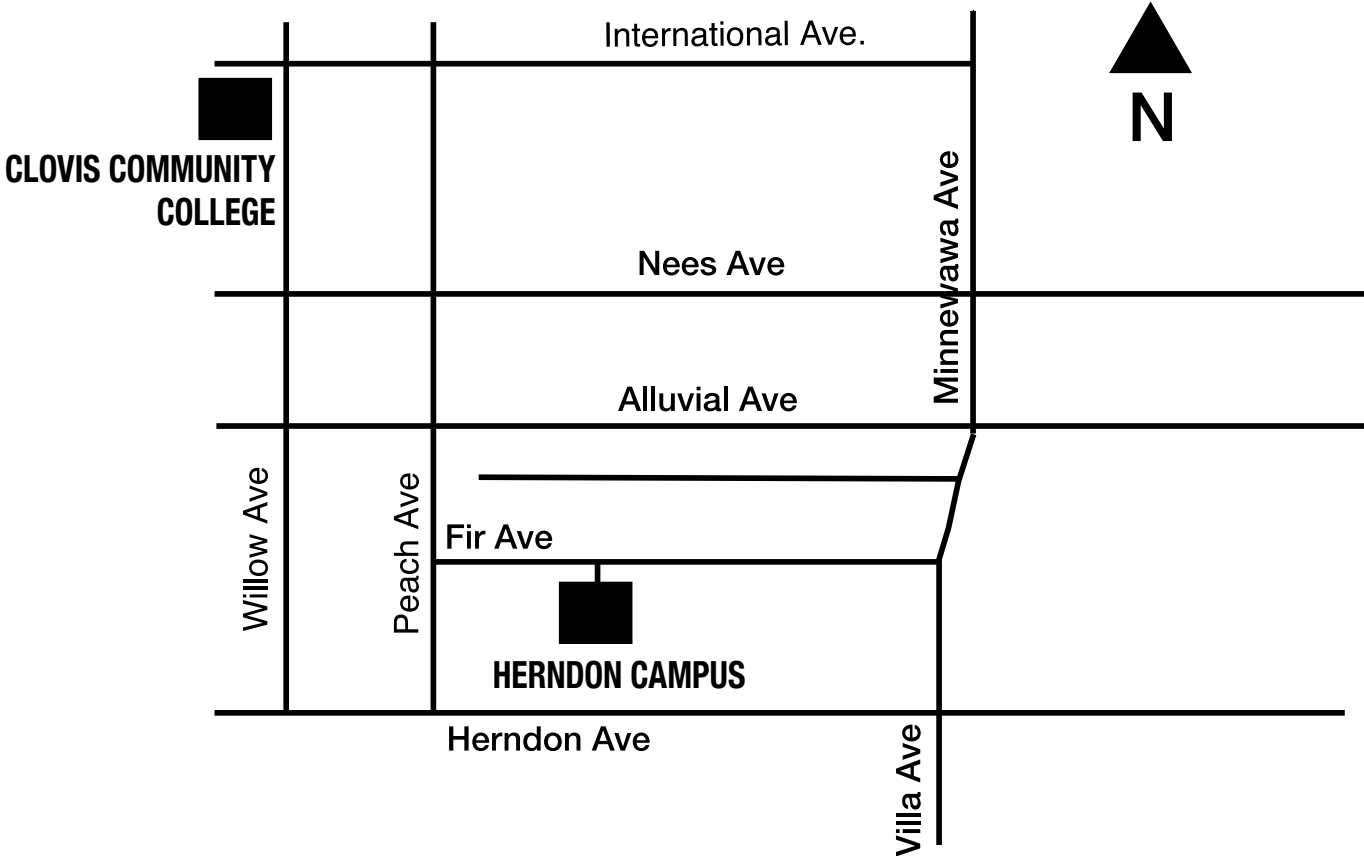 International Ave.
N
CLOVIS COMMUNITY
COLLEGE
Minnewawa Ave
Nees Ave
Alluvial Ave
Willow Ave
Peach Ave
Fir Ave
HERNDON CAMPUS
Herndon Ave
Villa Ave